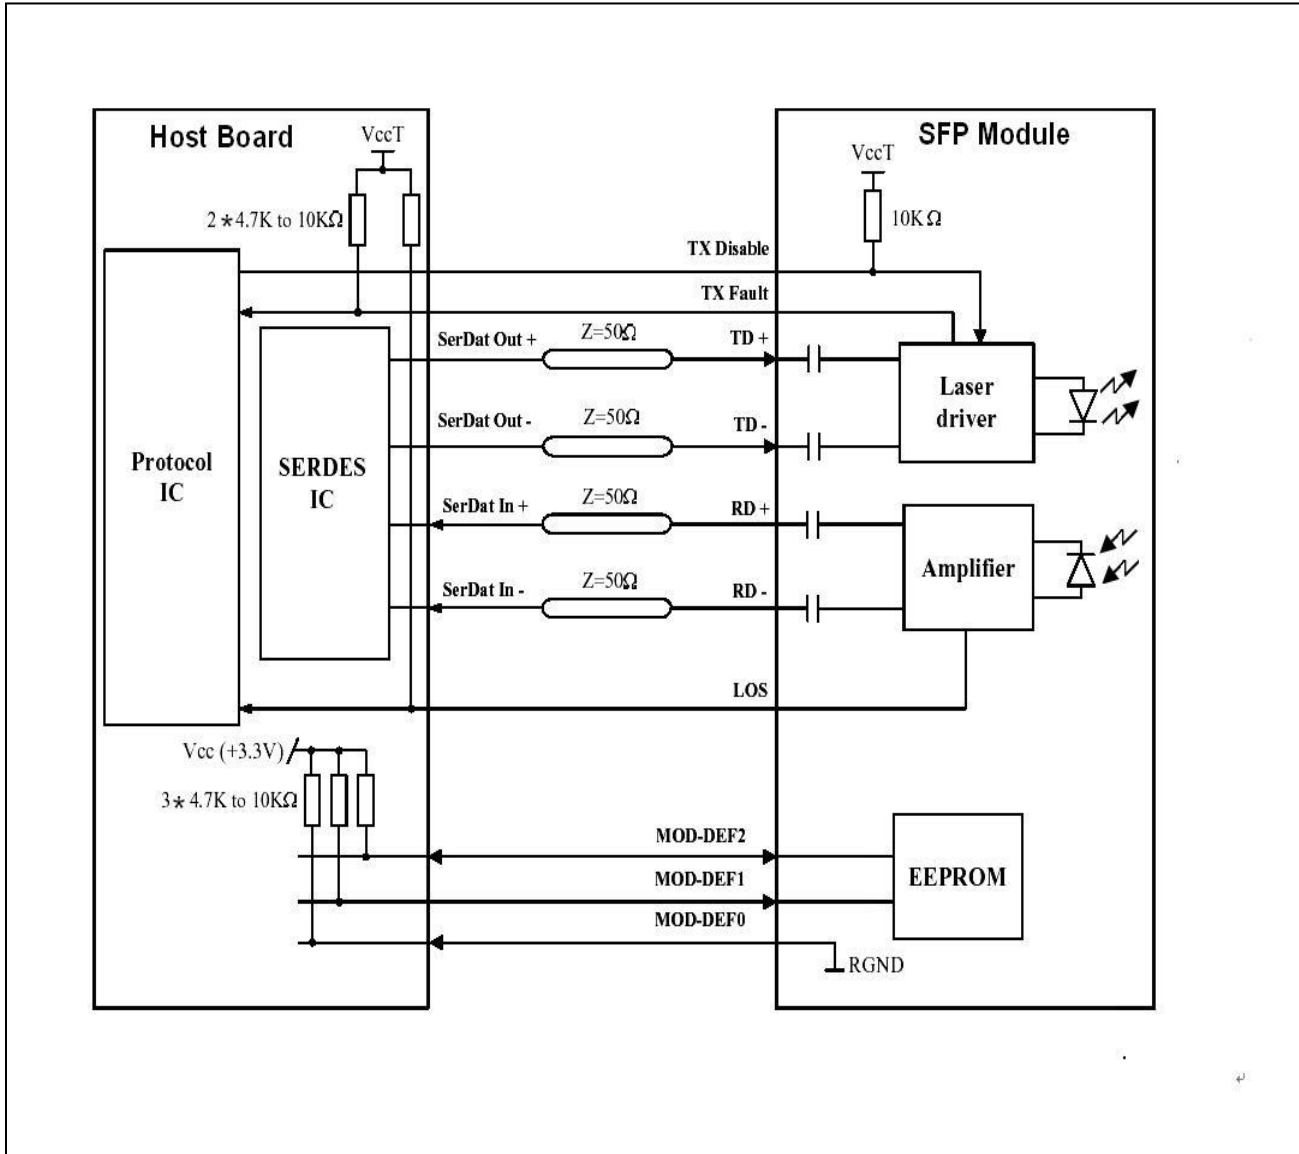 Host Board
SFP Module
VccT
VccT
2*4.7K to 10KΩ
10KΩ
TX Disable
TX Fault
SerDat Out +
Z=50Ω
TD +
SerDat Out -
Z=50Ω
TD -
Laser
driver
Protocol
IC
SERDES
IC
SerDat In +
Z=50Ω
RD +
SerDat In -
Z=50Ω
RD -
Amplifier
LOS
Vcc (+3.3V)
3*4.7K to 10KΩ
MOD-DEF2
MOD-DEF1
MOD-DEF0
EEPROM
RGND